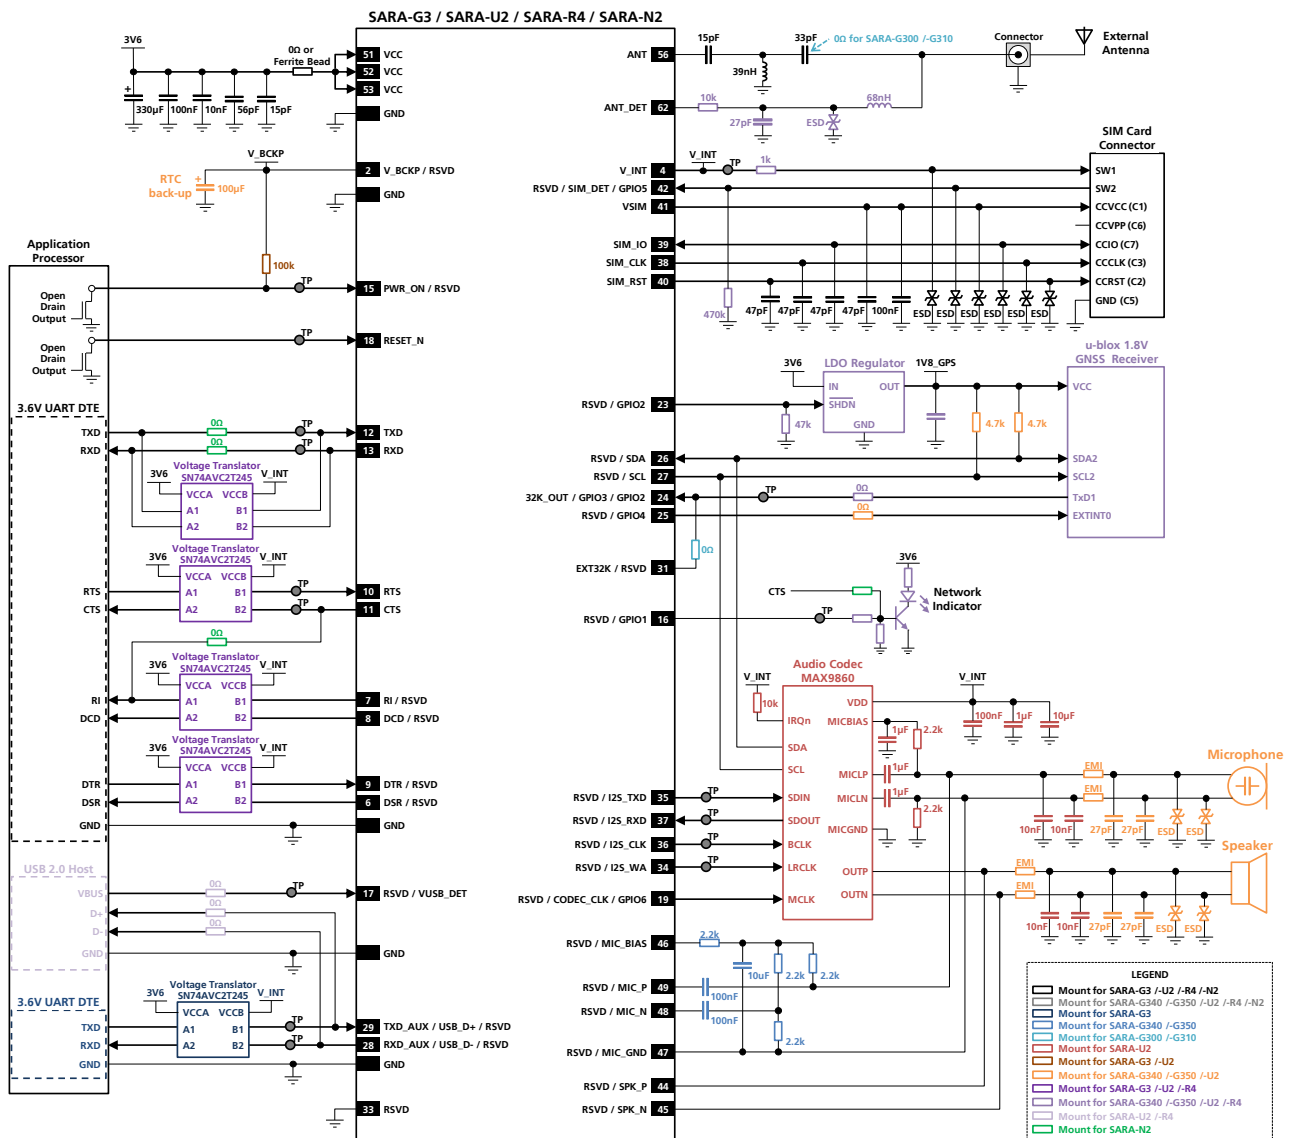 SARA-G3 / SARA-U2 / SARA-R4 / SARA-N2
3V6
0Ω or
Ferrite Bead
51 VCC
52 VCC
53 VCC
GND
330µF 100nF 10nF 56pF 15pF
V_BCKP
2 V_BCKP / RSVD
GND
RTC
back-up
100µF
100k
Application
Processor
Open
Drain
Output
TP
15 PWR_ON / RSVD
Open
Drain
Output
TP
18 RESET_N
3.6V UART DTE
TXD
0Ω
TP
12 TXD
RXD
0Ω
TP
13 RXD
Voltage Translator
SN74AVC2T245
3V6
V_INT
VCCA VCCB
A1 B1
A2 B2
Voltage Translator
SN74AVC2T245
3V6
V_INT
VCCA VCCB
RTS
A1 B1
TP
10 RTS
CTS
A2 B2
TP
11 CTS
0Ω
Voltage Translator
SN74AVC2T245
3V6
V_INT
VCCA VCCB
RI
A1 B1
7 RI / RSVD
DCD
A2 B2
8 DCD / RSVD
Voltage Translator
SN74AVC2T245
3V6
V_INT
VCCA VCCB
DTR
A1 B1
9 DTR / RSVD
DSR
A2 B2
6 DSR / RSVD
GND
GND
USB 2.0 Host
VBUS
0Ω
TP
17 RSVD / VUSB_DET
D+
0Ω
D-
0Ω
GND
GND
3.6V UART DTE
Voltage Translator
SN74AVC2T245
3V6
V_INT
VCCA VCCB
TXD
A1 B1
TP
29 TXD_AUX / USB_D+ / RSVD
RXD
A2 B2
TP
28 RXD_AUX / USB_D- / RSVD
GND
GND
33 RSVD
ANT 56
15pF
33pF
0Ω for SARA-G300 /-G310
39nH
Connector
External
Antenna
ANT_DET 62
10k
68nH
27pF
ESD
SIM Card
Connector
V_INT 4
V_INT
TP
1k
SW1
RSVD / SIM_DET / GPIO5 42
SW2
VSIM 41
CCVCC (C1)
CCVPP (C6)
SIM_IO 39
CCIO (C7)
SIM_CLK 38
CCCLK (C3)
SIM_RST 40
CCRST (C2)
GND (C5)
470k
47pF 47pF 47pF 47pF 100nF ESD ESD ESD ESD ESD ESD
LDO Regulator
3V6
1V8_GPS
u-blox 1.8V
GNSS Receiver
IN OUT
VCC
RSVD / GPIO2 23
SHDN
47k
GND
4.7k
4.7k
RSVD / SDA 26
SDA2
RSVD / SCL 27
SCL2
32K_OUT / GPIO3 / GPIO2 24
TP
0Ω
TxD1
RSVD / GPIO4 25
0Ω
EXTINT0
0Ω
EXT32K / RSVD 31
3V6
CTS
Network
Indicator
RSVD / GPIO1 16
TP
Audio Codec
MAX9860
V_INT
10k
V_INT
VDD
100nF 1µF 10µF
IRQn
MICBIAS
1µF
2.2k
SDA
SCL
MICLP
1µF
MICLN
1µF
2.2k
EMI
EMI
Microphone
10nF 10nF 27pF 27pF ESD ESD
RSVD / I2S_TXD 35
TP
SDIN
RSVD / I2S_RXD 37
TP
SDOUT
MICGND
RSVD / I2S_CLK 36
TP
BCLK
RSVD / I2S_WA 34
TP
LRCLK
OUTP
RSVD / CODEC_CLK / GPIO6 19
MCLK
OUTN
EMI
EMI
Speaker
10nF 10nF 27pF 27pF ESD ESD
RSVD / MIC_BIAS 46
2.2k
10uF
2.2k
2.2k
RSVD / MIC_P 49
100nF
RSVD / MIC_N 48
100nF
2.2k
RSVD / MIC_GND 47
RSVD / SPK_P 44
RSVD / SPK_N 45
LEGEND
Mount for SARA-G3 /-U2 /-R4 /-N2
Mount for SARA-G340 /-G350 /-U2 /-R4 /-N2
Mount for SARA-G3
Mount for SARA-G340 /-G350
Mount for SARA-G300 /-G310
Mount for SARA-U2
Mount for SARA-G3 /-U2
Mount for SARA-G340 /-G350 /-U2
Mount for SARA-G3 /-U2 /-R4
Mount for SARA-G340 /-G350 /-U2 /-R4
Mount for SARA-U2 /-R4
Mount for SARA-N2